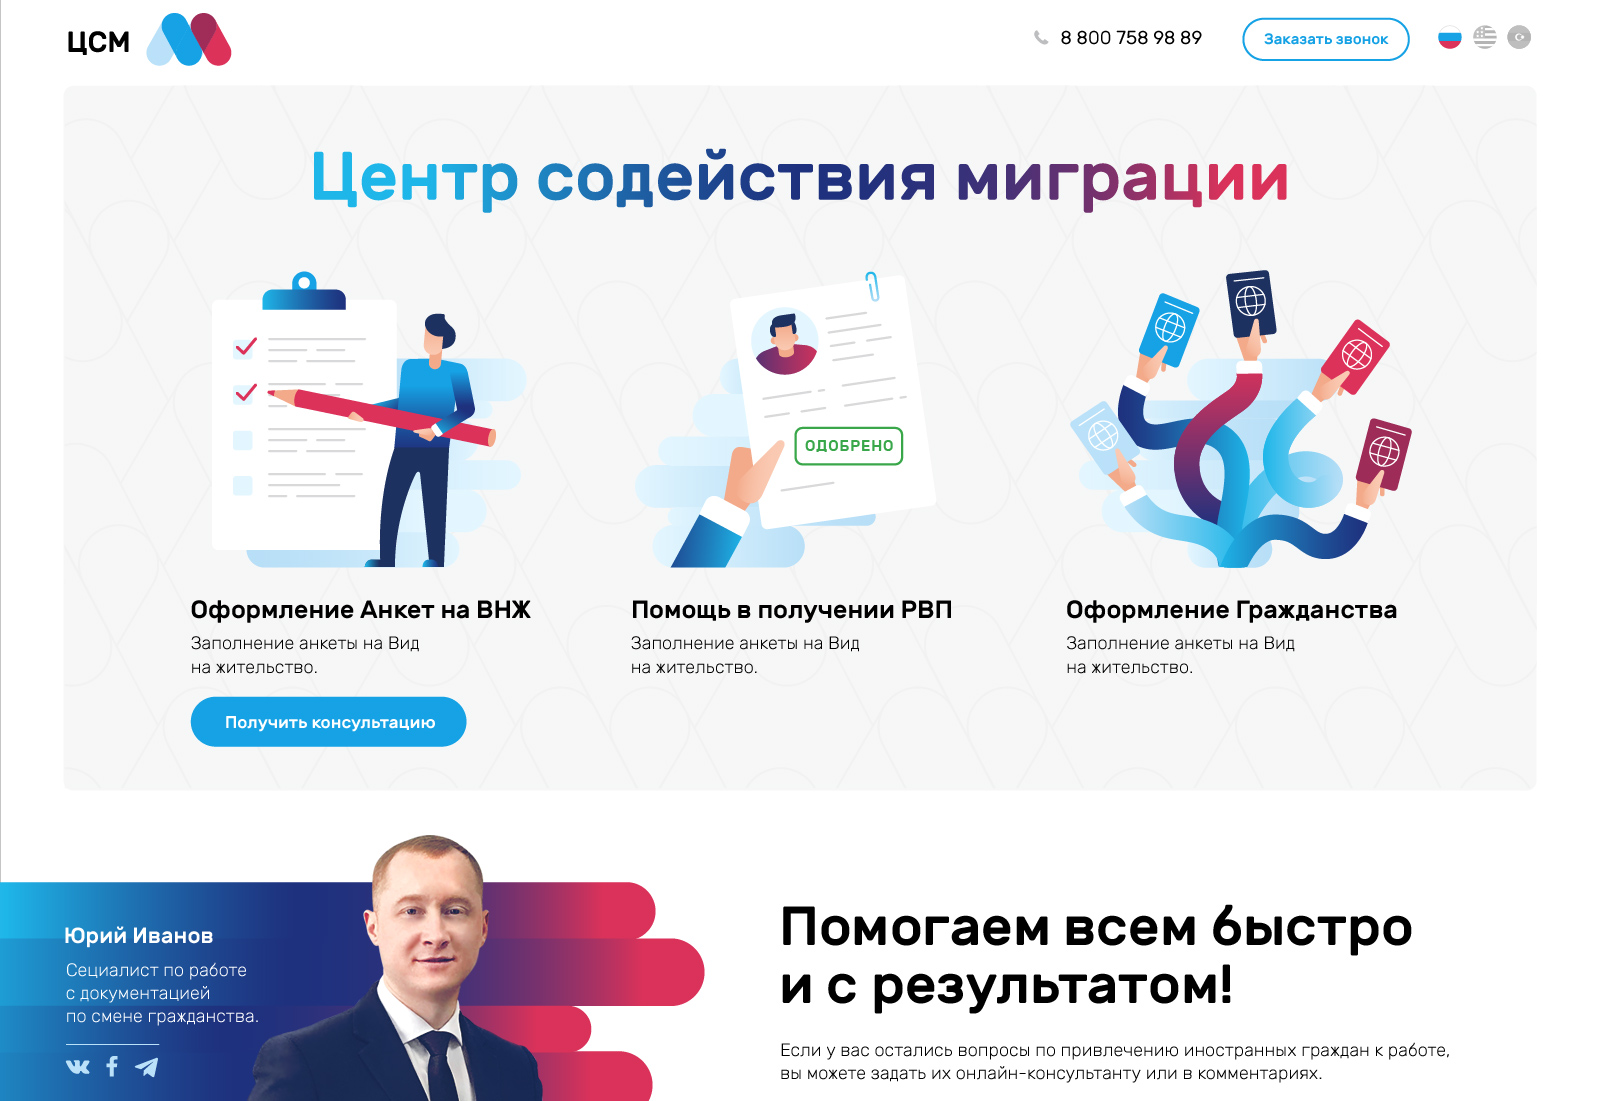 ЦСМ
8 800 758 98 89
Заказать звонок
Центр содействия миграции
ОДОБРЕНО
Оформление Анкет на ВНЖ
Заполнение анкеты на Вид
на жительство.
Получить консультацию
Помощь в получении РВП
Заполнение анкеты на Вид
на жительство.
Оформление Гражданства
Заполнение анкеты на Вид
на жительство.
Юрий Иванов
Сециалист по работе
с документацией
по смене гражданства.
Помогаем всем быстро
и с результатом!
Если у вас остались вопросы по привлечению иностранных граждан к работе,
вы можете задать их онлайн-консультанту или в комментариях.